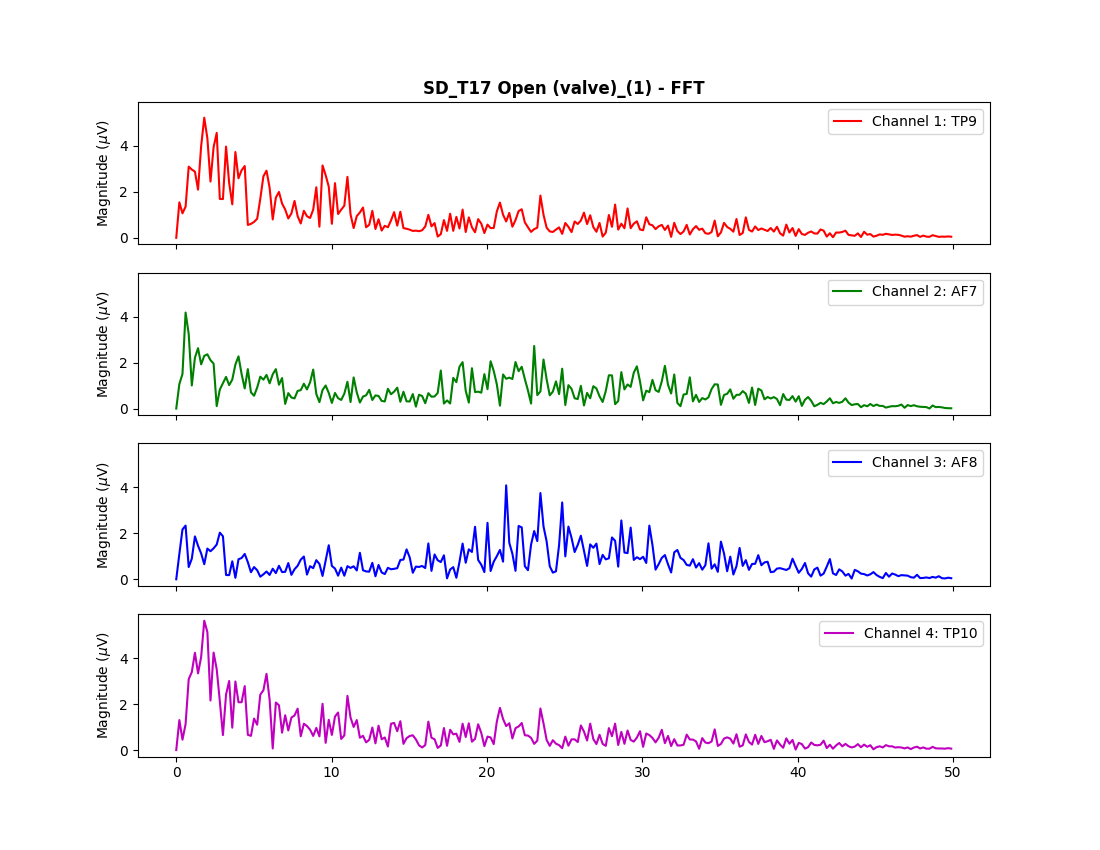 SD_T17 Open (valve)_(1) - FFT
Magnitude (μV)
4
2
0
Channel 1: TP9
Magnitude (μV)
4
2
0
Channel 2: AF7
Magnitude (μV)
4
2
0
Channel 3: AF8
Magnitude (μV)
4
2
0
Channel 4: TP10
0 10 20 30 40 50